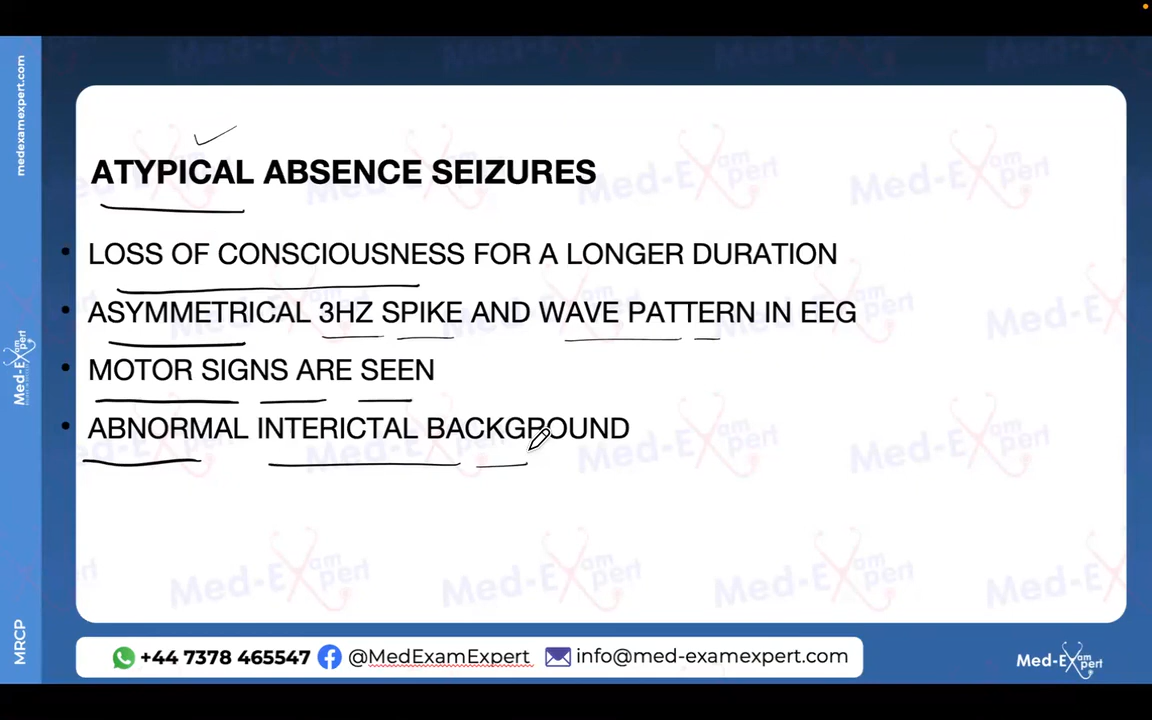 medexamexpert.com
Med-Expert
MRCP
ATYPICAL ABSENCE SEIZURES
• LOSS OF CONSCIOUSNESS FOR A LONGER DURATION
• ASYMMETRICAL 3HZ SPIKE AND WAVE PATTERN IN EEG
• MOTOR SIGNS ARE SEEN
• ABNORMAL INTERICTAL BACKGROUND
+44 7378 465547 @MedExamExpert info@med-examexpert.com
Med-Exam Expert